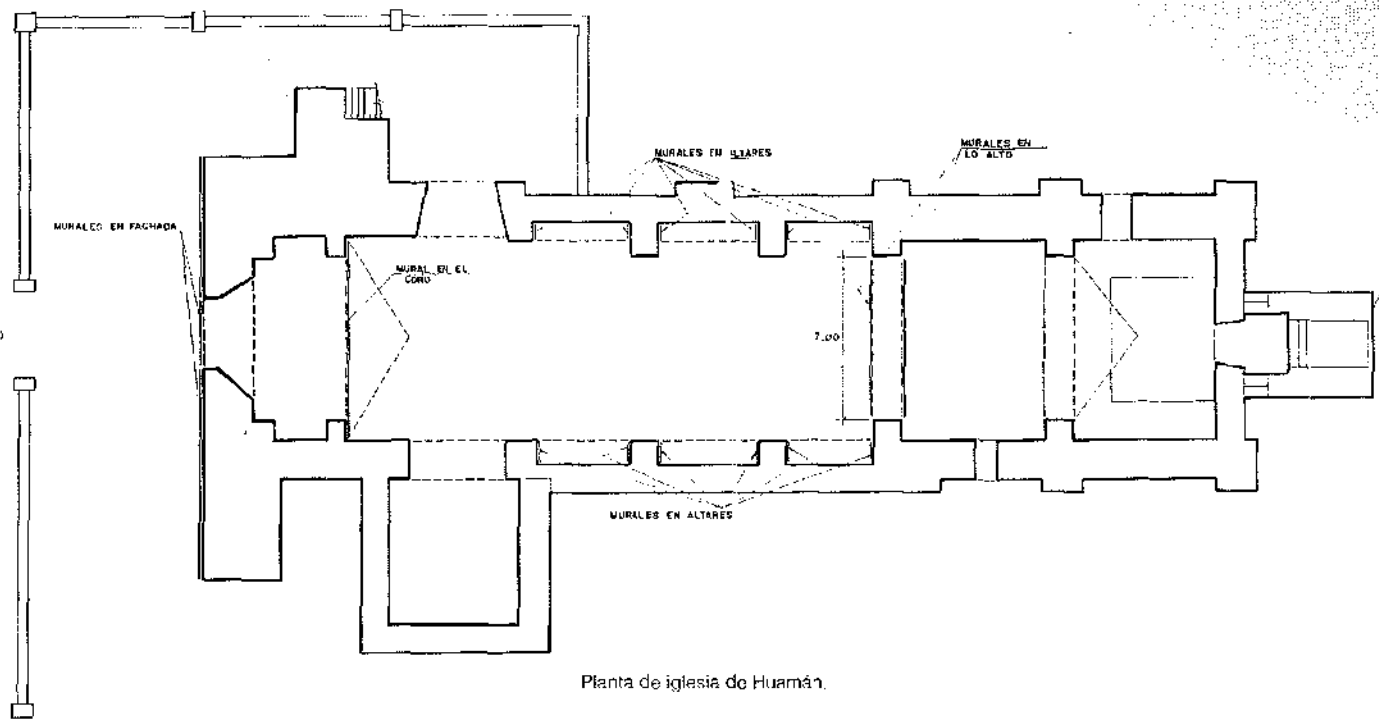 MURALES EN ALTARES
MURALES EN
LO ALTO
MURALES EN FACHADA
MURAL EN EL
CORO
7.00
MURALES EN ALTARES
Planta de iglesia de Huamán.